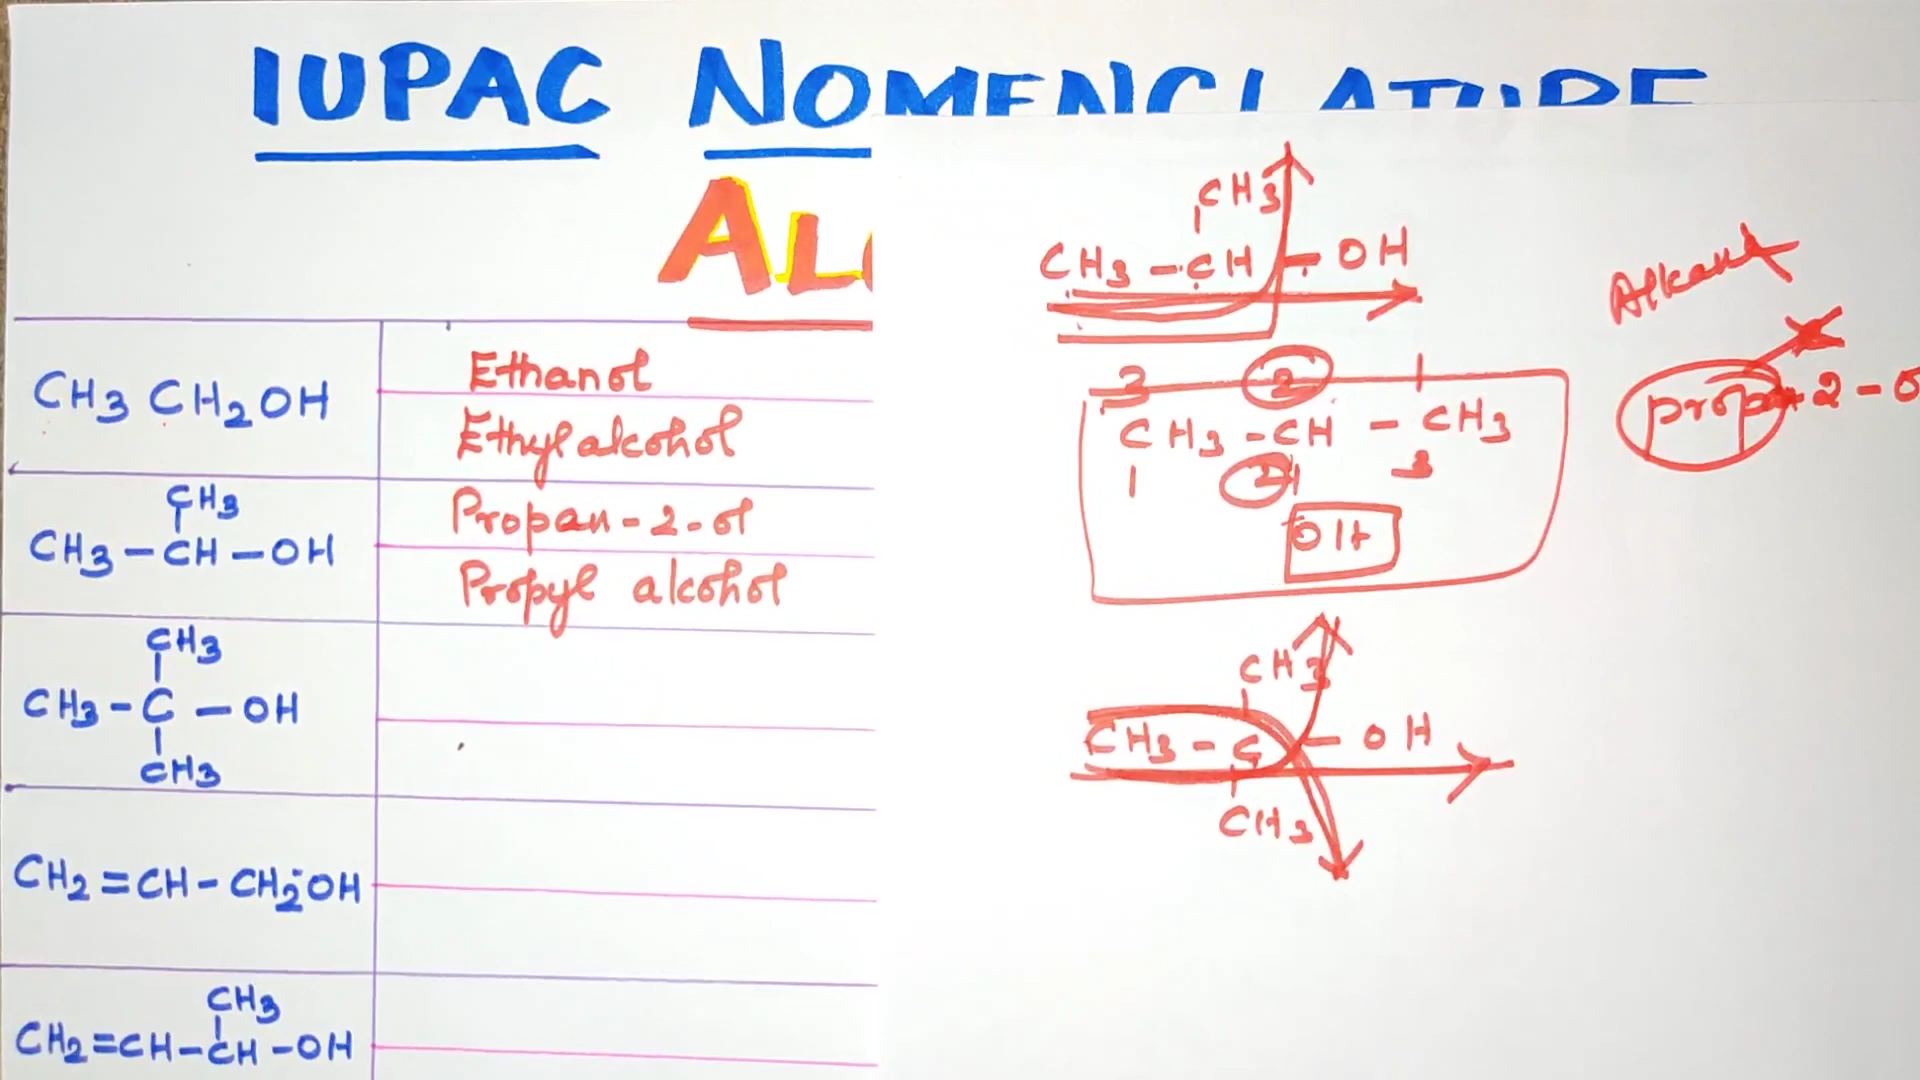 IUPAC NOMENCLATURE
CH3 CH2OH
Ethanol
Ethyl alcohol
CH3
CH3 - CH - OH
Propan-2-ol
Propyl alcohol
CH3
CH3 - C - OH
CH3
CH2 = CH - CH2OH
CH3
CH2 = CH - CH - OH
CH3
CH3 - CH - OH
3 2 1
CH3 - CH - CH3
1 2 3
OH
CH3
CH3 - C - OH
CH3